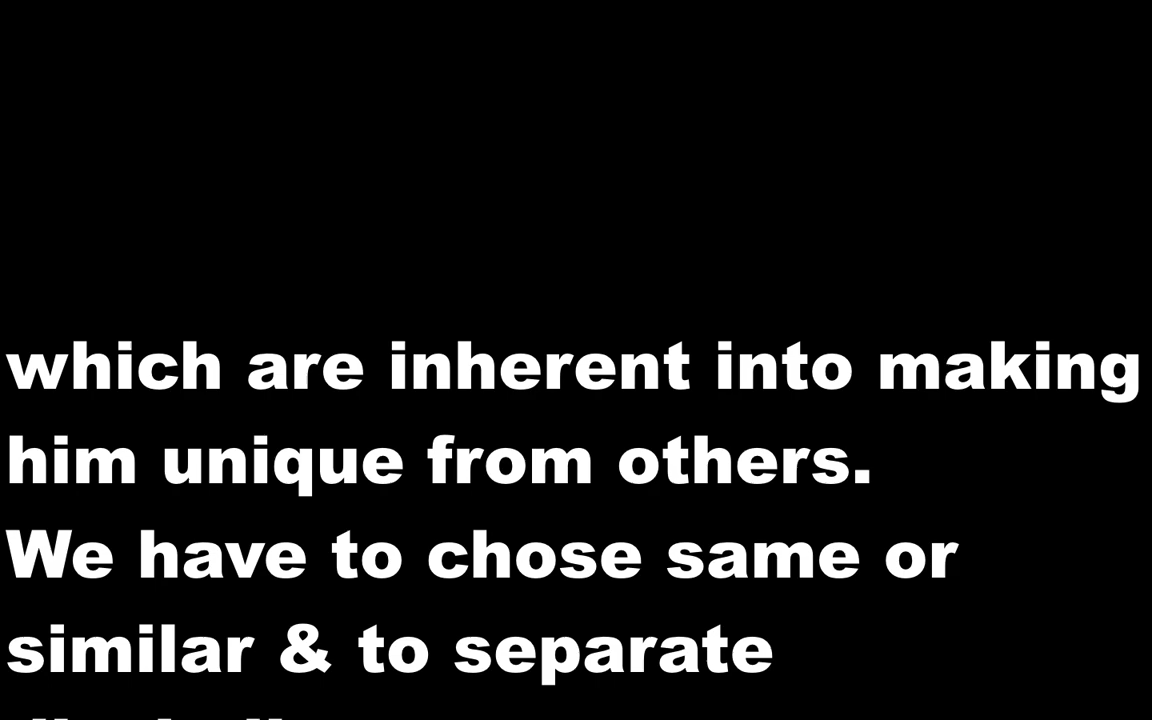 which are inherent into making
him unique from others.
We have to chose same or
similar & to separate